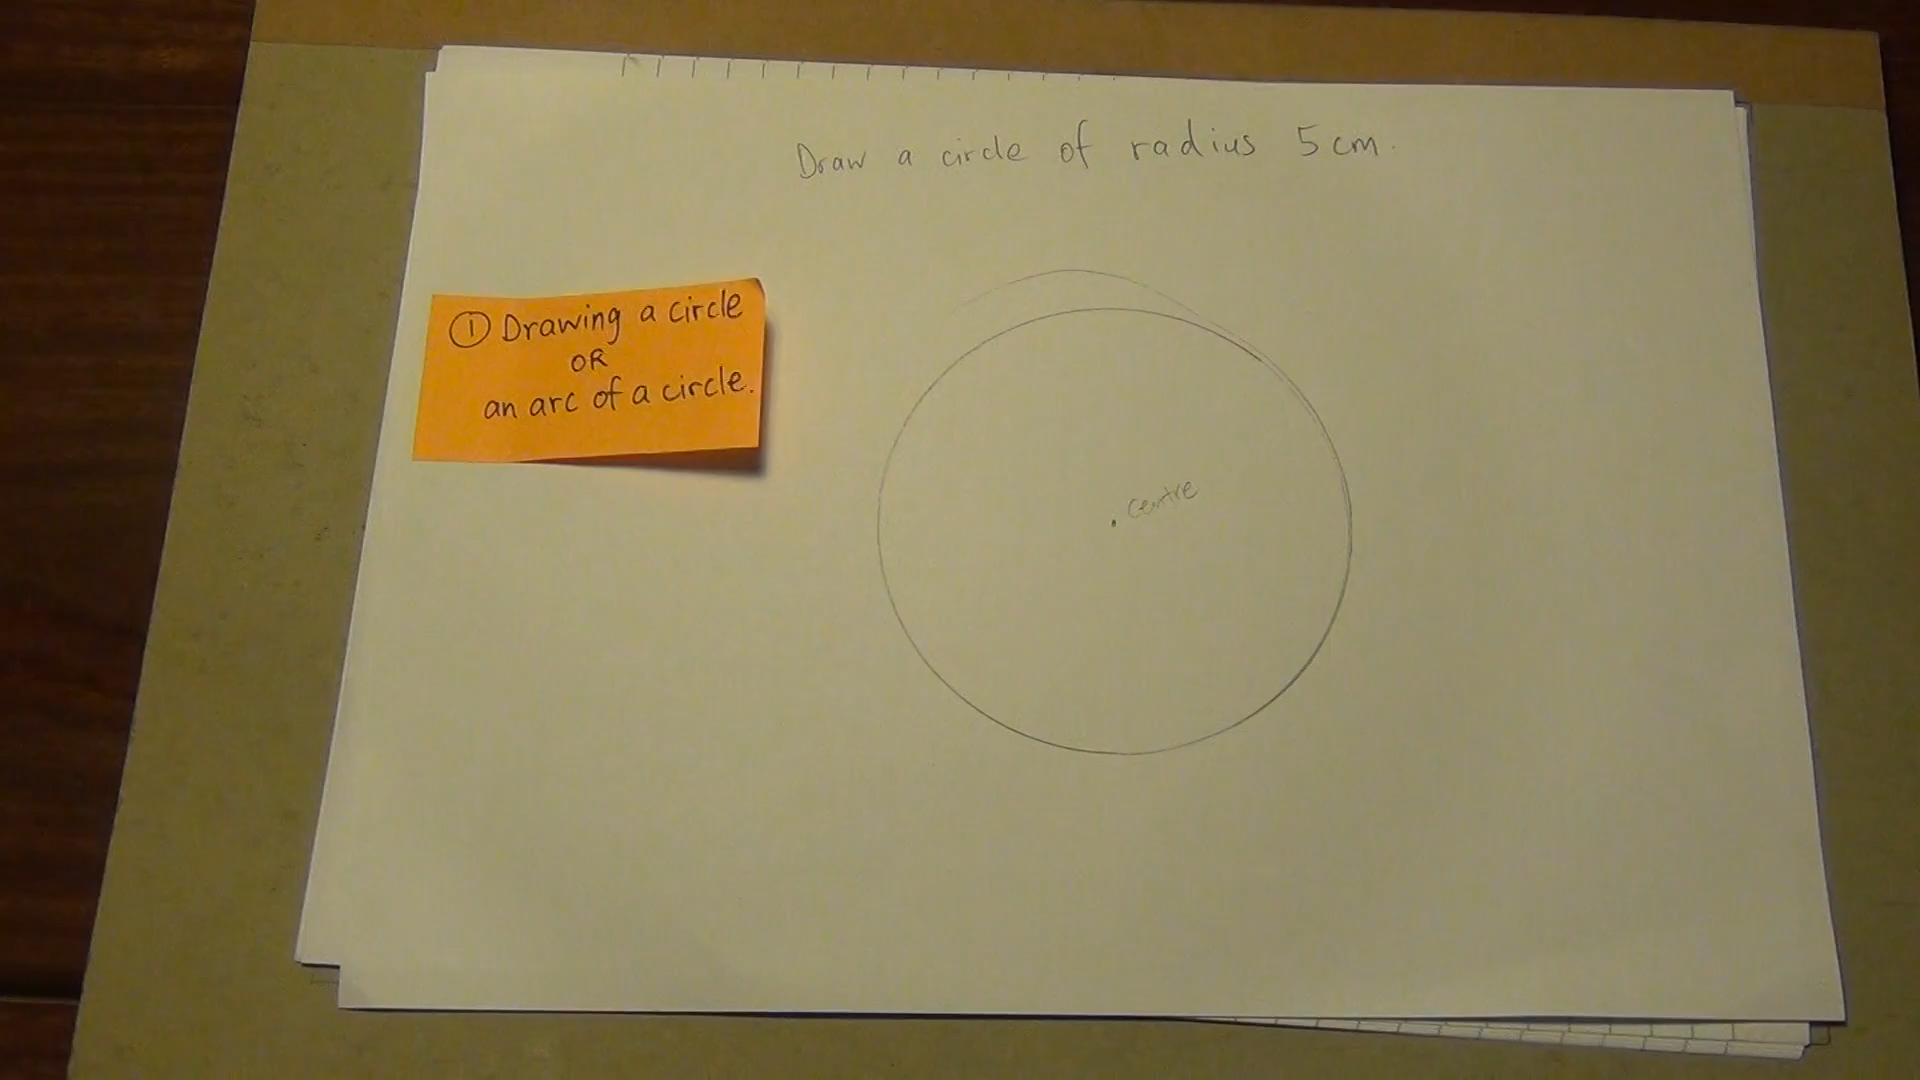 Draw a circle of radius 5cm.
① Drawing a circle
OR
an arc of a circle.
centre